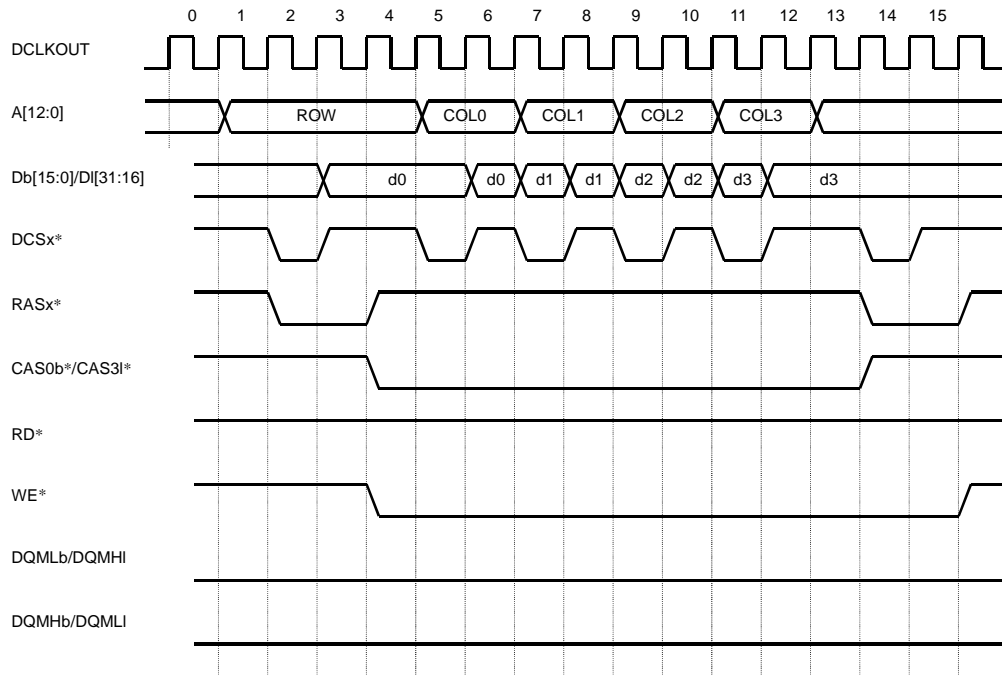 0 1 2 3 4 5 6 7 8 9 10 11 12 13 14 15
DCLKOUT
A[12:0] ROW COL0 COL1 COL2 COL3
Db[15:0]/Dl[31:16] d0 d0 d1 d1 d2 d2 d3 d3
DCSx*
RASx*
CAS0b*/CAS3l*
RD*
WE*
DQMLb/DQMHl
DQMHb/DQMLl